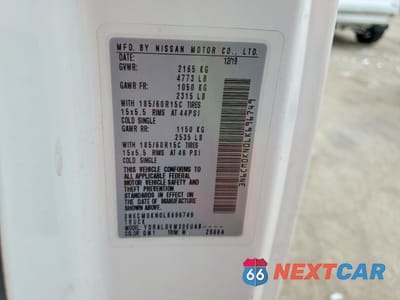 MFD. BY NISSAN MOTOR CO., LTD.
DATE: 12/19
GVWR: 2165 KG
4773 LB
GAWR FR: 1050 KG
2315 LB
WITH 185/60R15C TIRES
15x5.5 RIMS AT 44PSI
COLD SINGLE
GAWR RR: 1150 KG
2535 LB
WITH 185/60R15C TIRES
15x5.5 RIMS AT 48 PSI
COLD SINGLE
THIS VEHICLE CONFORMS TO
ALL APPLICABLE FEDERAL
MOTOR VEHICLE SAFETY
AND THEFT PREVENTION
STANDARDS IN EFFECT ON
THE DATE OF MANUFACTURE
SHOWN ABOVE.
3N6CM0KN0LK696749
TRUCK
3N6CM0KN0LK696749
66 NEXTCAR